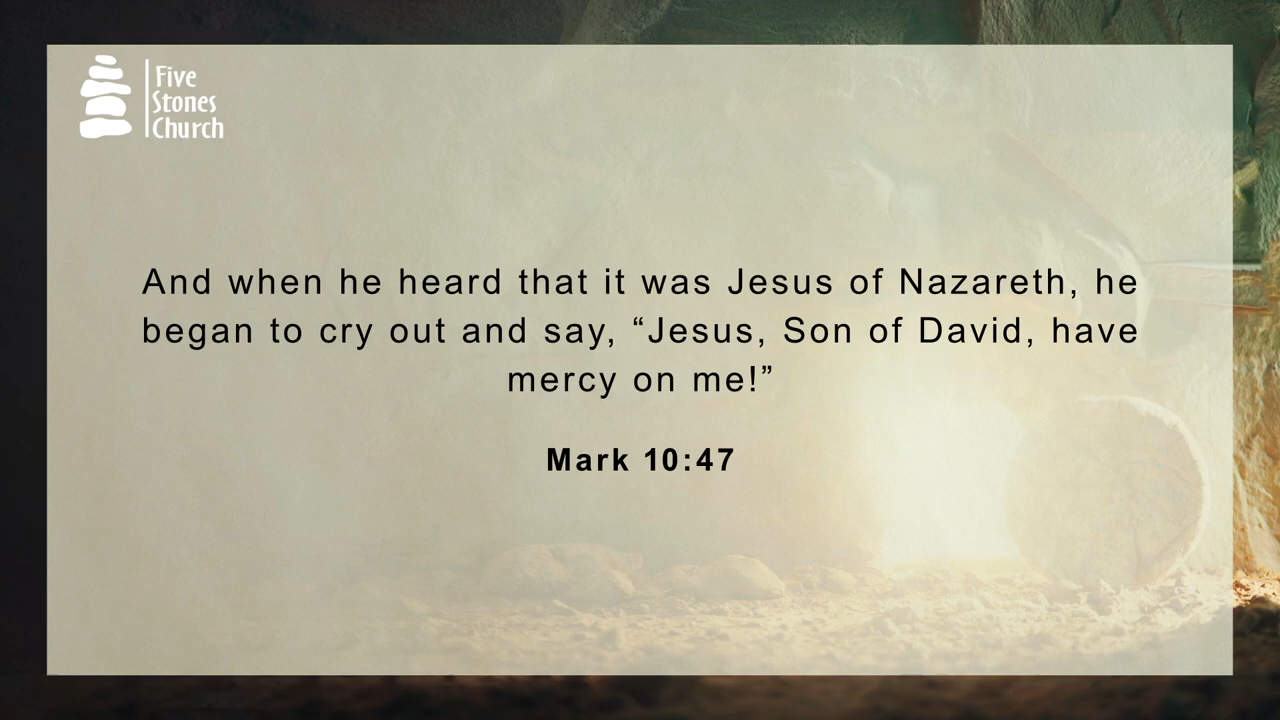 Five
Stones
Church
And when he heard that it was Jesus of Nazareth, he
began to cry out and say, “Jesus, Son of David, have
mercy on me!”
Mark 10:47